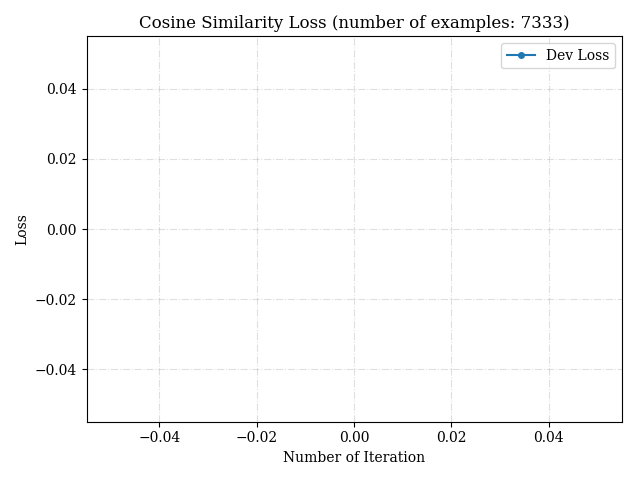 Cosine Similarity Loss (number of examples: 7333)
Dev Loss
0.04
0.02
0.00
−0.02
−0.04
Loss
−0.04 −0.02 0.00 0.02 0.04
Number of Iteration